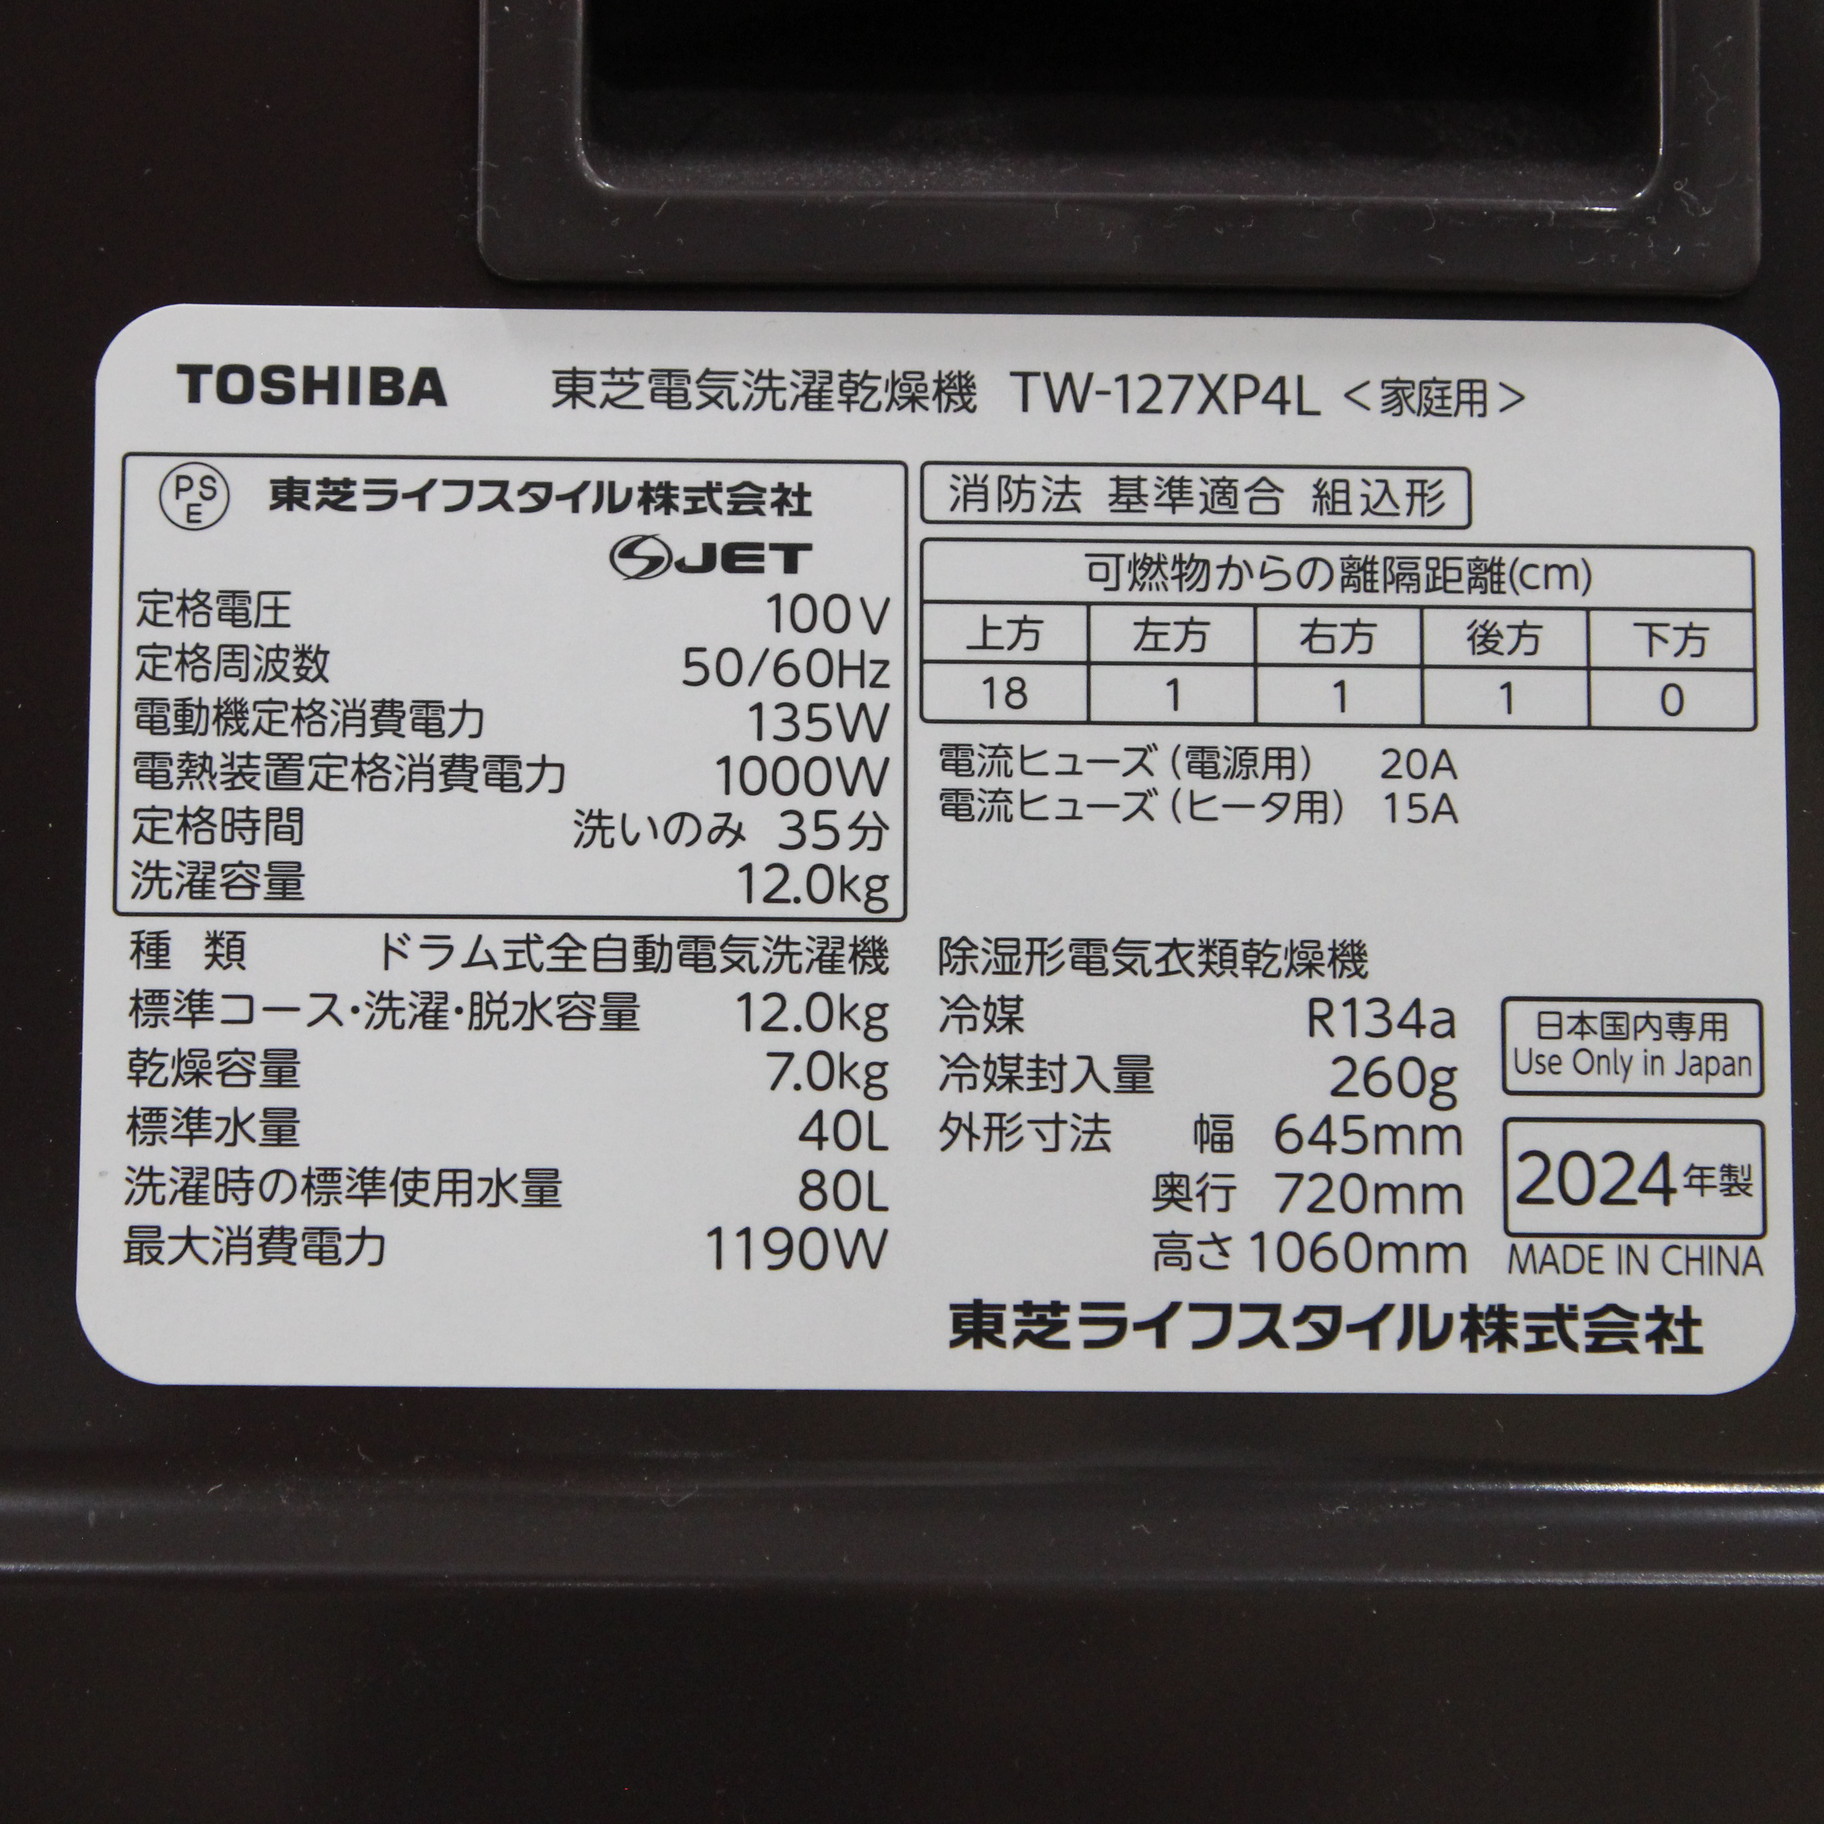 TOSHIBA 東芝電気洗濯乾燥機 TW-127XP4L <家庭用>
PSE 東芝ライフスタイル株式会社
JET
定格電圧 100V
定格周波数 50/60Hz
電動機定格消費電力 135W
電熱装置定格消費電力 1000W
定格時間 洗いのみ 35分
洗濯容量 12.0kg
種 類 ドラム式全自動電気洗濯機
標準コース・洗濯・脱水容量 12.0kg
乾燥容量 7.0kg
標準水量 40L
洗濯時の標準使用水量 80L
最大消費電力 1190W
消防法 基準適合 組込形
可燃物からの離隔距離(cm)
上方 左方 右方 後方 下方
18 1 1 1 0
電流ヒューズ(電源用) 20A
電流ヒューズ(ヒータ用) 15A
除湿形電気衣類乾燥機
冷媒 R134a
冷媒封入量 260g
外形寸法 幅 645mm
奥行 720mm
高さ 1060mm
日本国内専用
Use Only in Japan
2024年製
MADE IN CHINA
東芝ライフスタイル株式会社